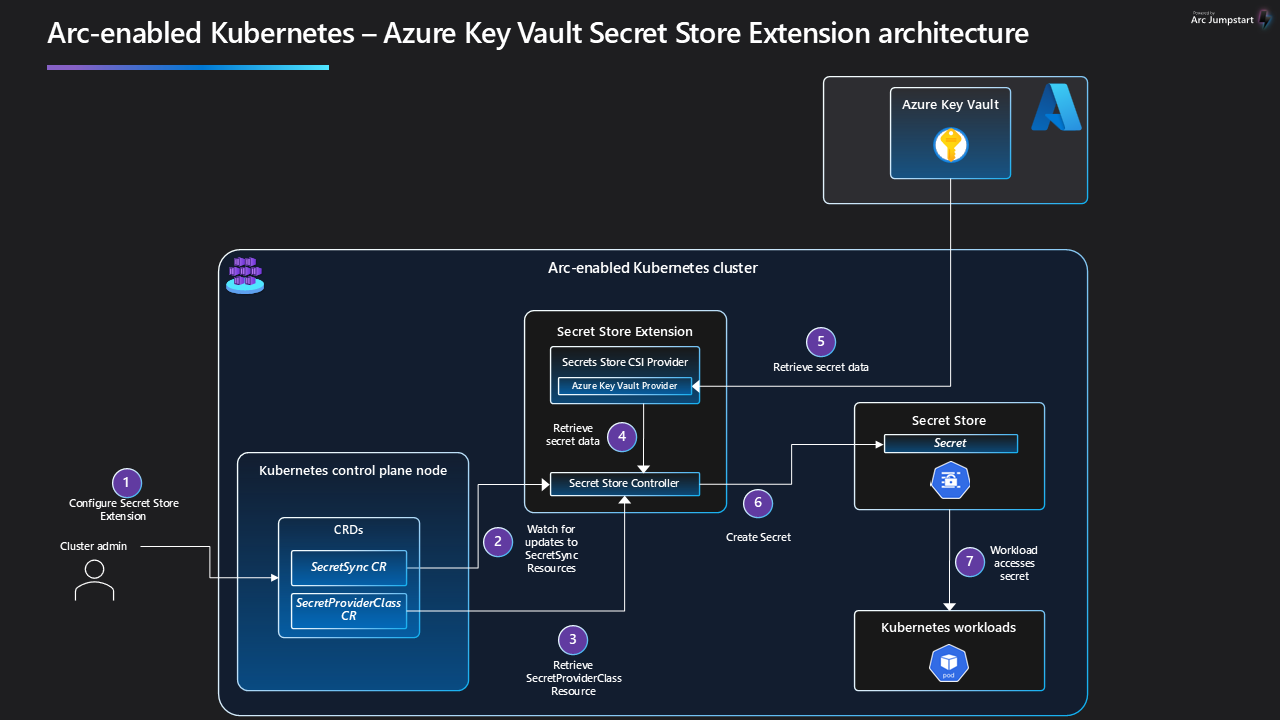 Arc-enabled Kubernetes – Azure Key Vault Secret Store Extension architecture
Powered by
Arc Jumpstart
Azure Key Vault
Arc-enabled Kubernetes cluster
Secret Store Extension
Secrets Store CSI Provider
Azure Key Vault Provider
5
Retrieve secret data
Retrieve
secret data
4
Secret Store
Secret
Kubernetes control plane node
Secret Store Controller
1
Configure Secret Store
Extension
6
Create Secret
CRDs
Cluster admin
SecretSync CR
SecretProviderClass
CR
2
Watch for
updates to
SecretSync
Resources
7
Workload
accesses
secret
3
Retrieve
SecretProviderClass
Resource
Kubernetes workloads
pod